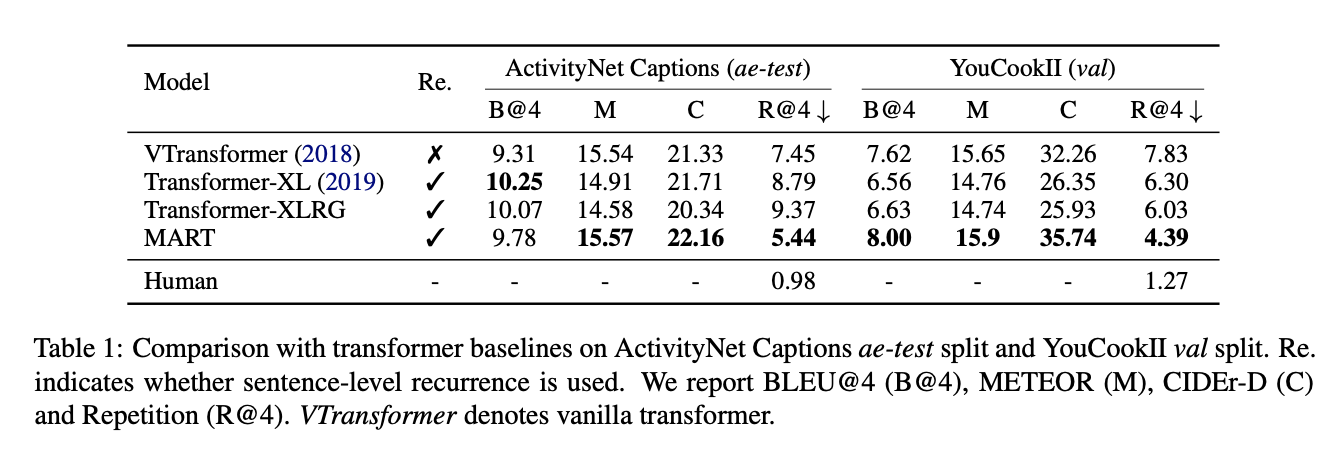 Model Re. ActivityNet Captions (ae-test) YouCookII (val)
B@4 M C R@4 ↓ B@4 M C R@4 ↓
VTransformer (2018) ✗ 9.31 15.54 21.33 7.45 7.62 15.65 32.26 7.83
Transformer-XL (2019) ✓ 10.25 14.91 21.71 8.79 6.56 14.76 26.35 6.30
Transformer-XLRG ✓ 10.07 14.58 20.34 9.37 6.63 14.74 25.93 6.03
MART ✓ 9.78 15.57 22.16 5.44 8.00 15.9 35.74 4.39
Human - - - - 0.98 - - - 1.27
Table 1: Comparison with transformer baselines on ActivityNet Captions ae-test split and YouCookII val split. Re.
indicates whether sentence-level recurrence is used. We report BLEU@4 (B@4), METEOR (M), CIDEr-D (C)
and Repetition (R@4). VTransformer denotes vanilla transformer.